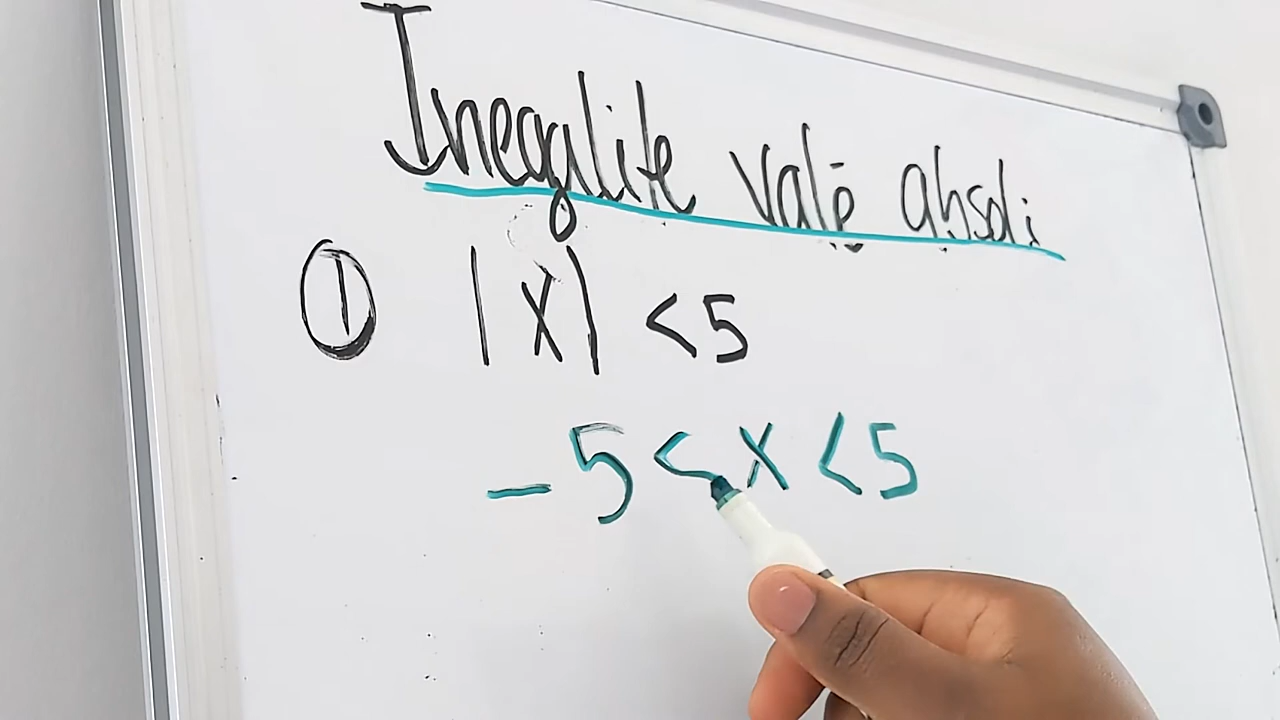 Inegalite valè absoli
① |X| < 5
-5 < x < 5